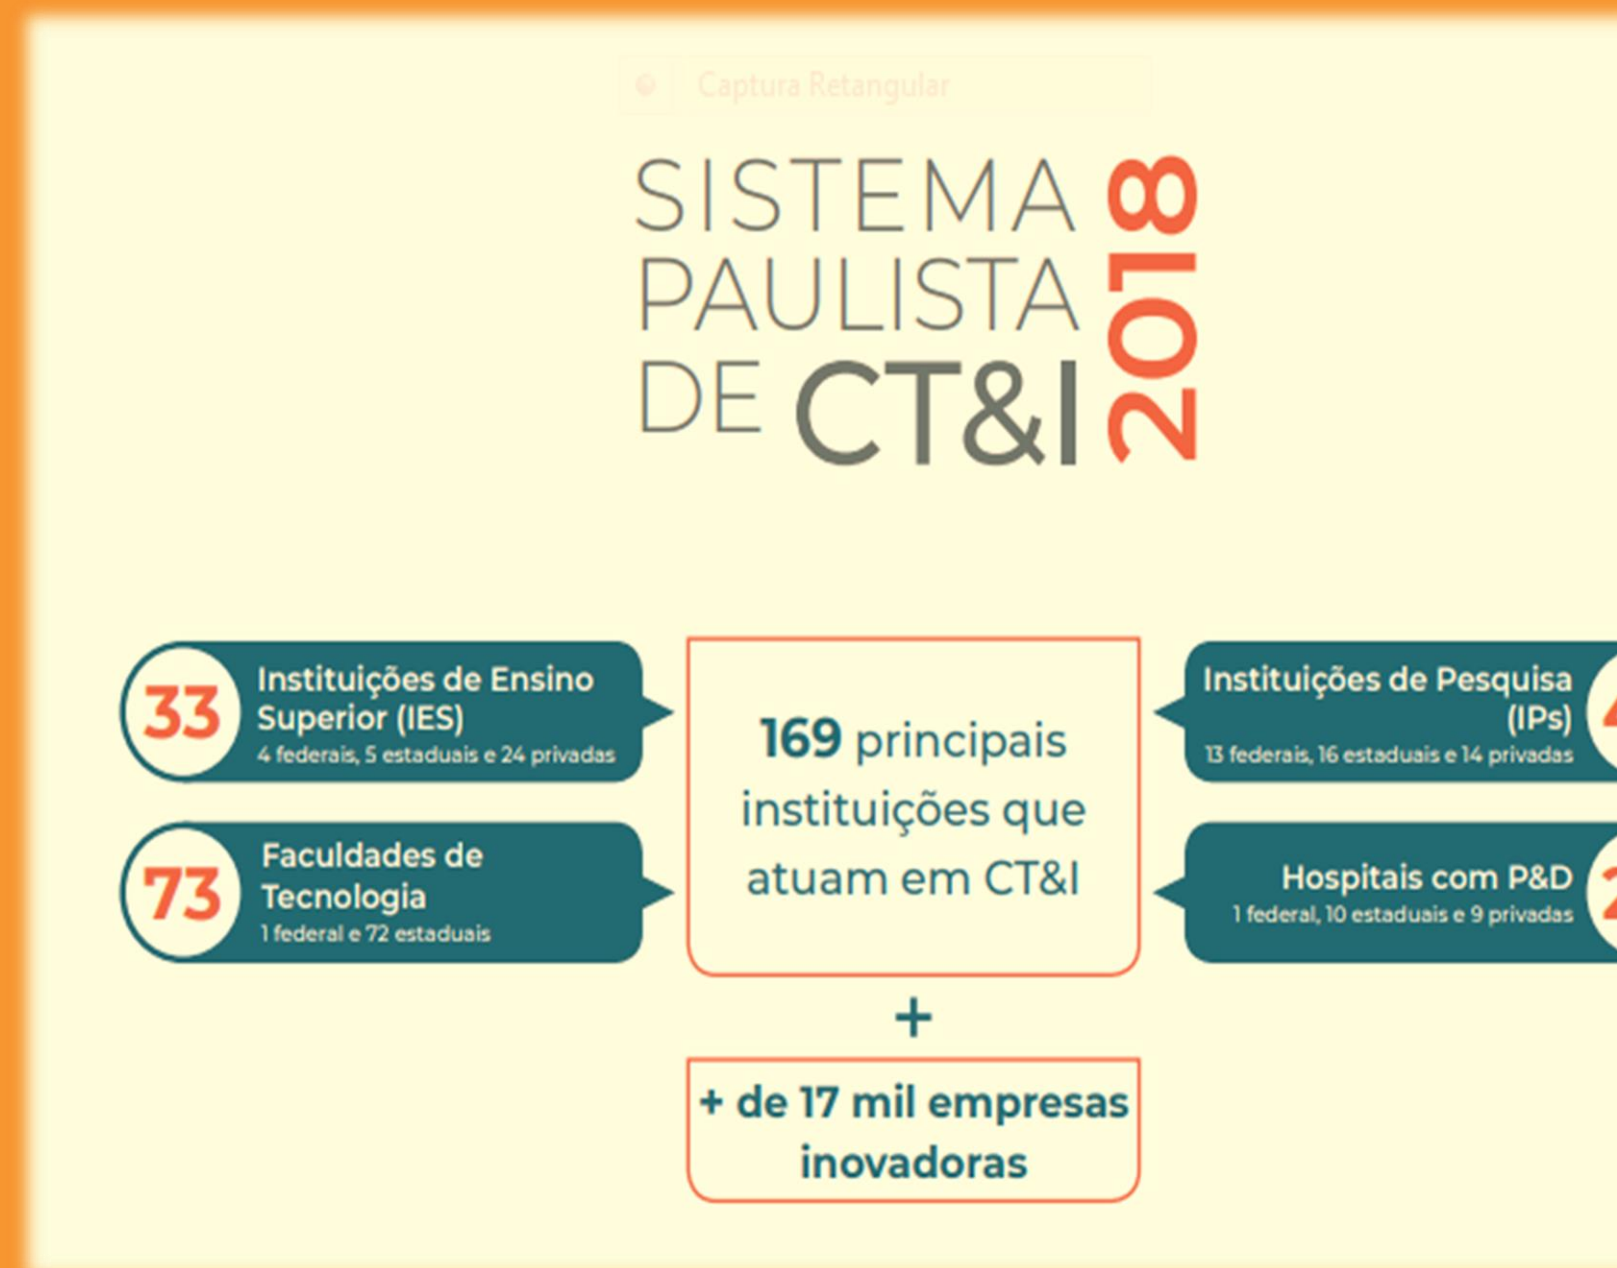 Captura Retangular
SISTEMA
PAULISTA
DE CT&I
2018
33
Instituições de Ensino
Superior (IES)
4 federais, 5 estaduais e 24 privadas
73
Faculdades de
Tecnologia
1 federal e 72 estaduais
169 principais
instituições que
atuam em CT&I
+
+ de 17 mil empresas
inovadoras
Instituições de Pesquisa
(IPs)
13 federais, 16 estaduais e 14 privadas
Hospitais com P&D
1 federal, 10 estaduais e 9 privadas